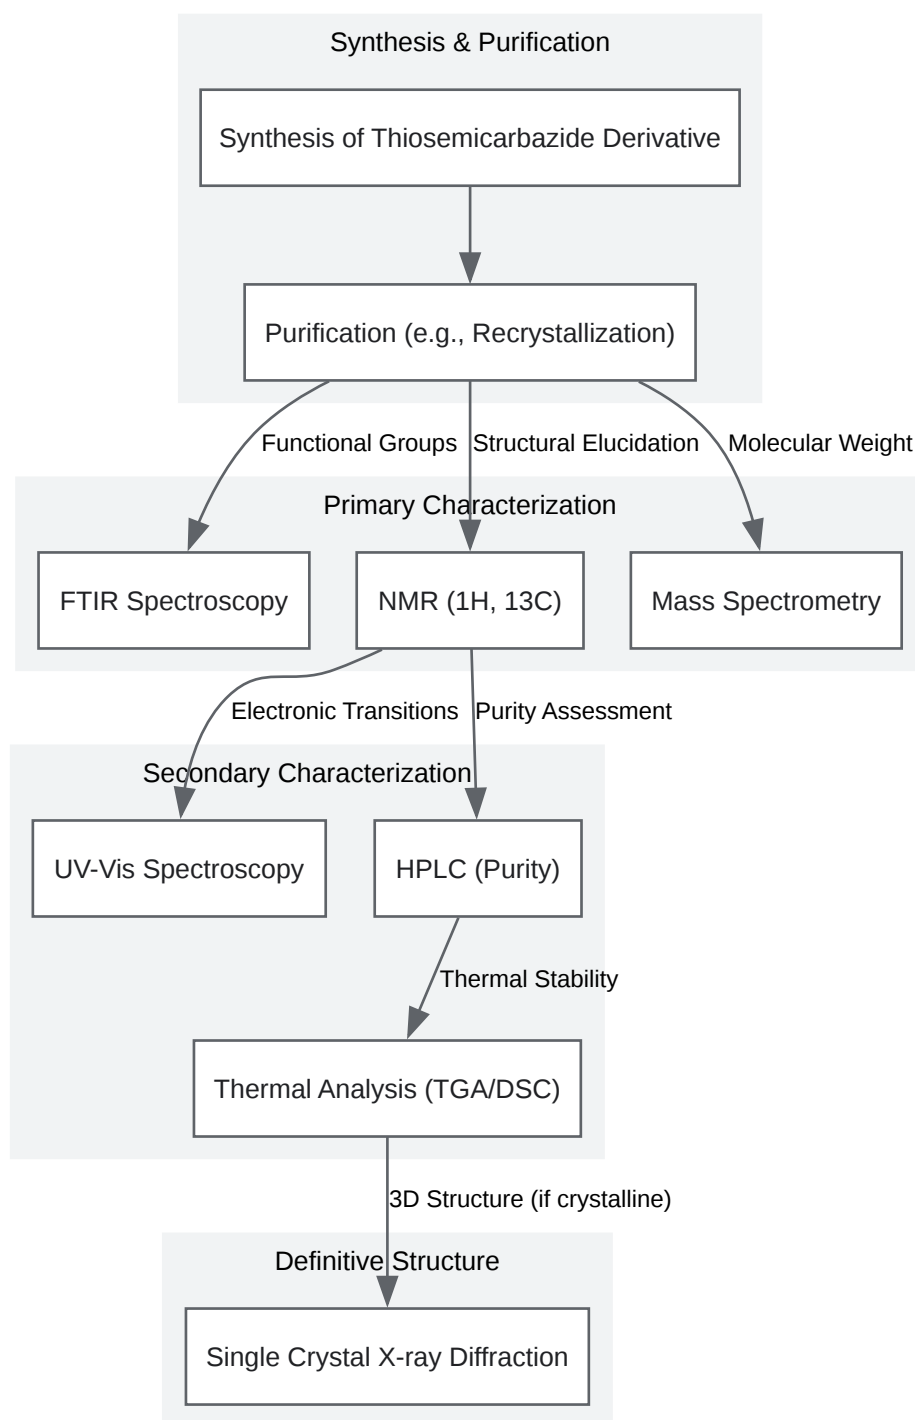 Synthesis & Purification
Synthesis of Thiosemicarbazide Derivative
Purification (e.g., Recrystallization)
Functional Groups
Structural Elucidation
Molecular Weight
Primary Characterization
FTIR Spectroscopy
NMR (1H, 13C)
Mass Spectrometry
Electronic Transitions
Purity Assessment
Secondary Characterization
UV-Vis Spectroscopy
HPLC (Purity)
Thermal Stability
Thermal Analysis (TGA/DSC)
3D Structure (if crystalline)
Definitive Structure
Single Crystal X-ray Diffraction